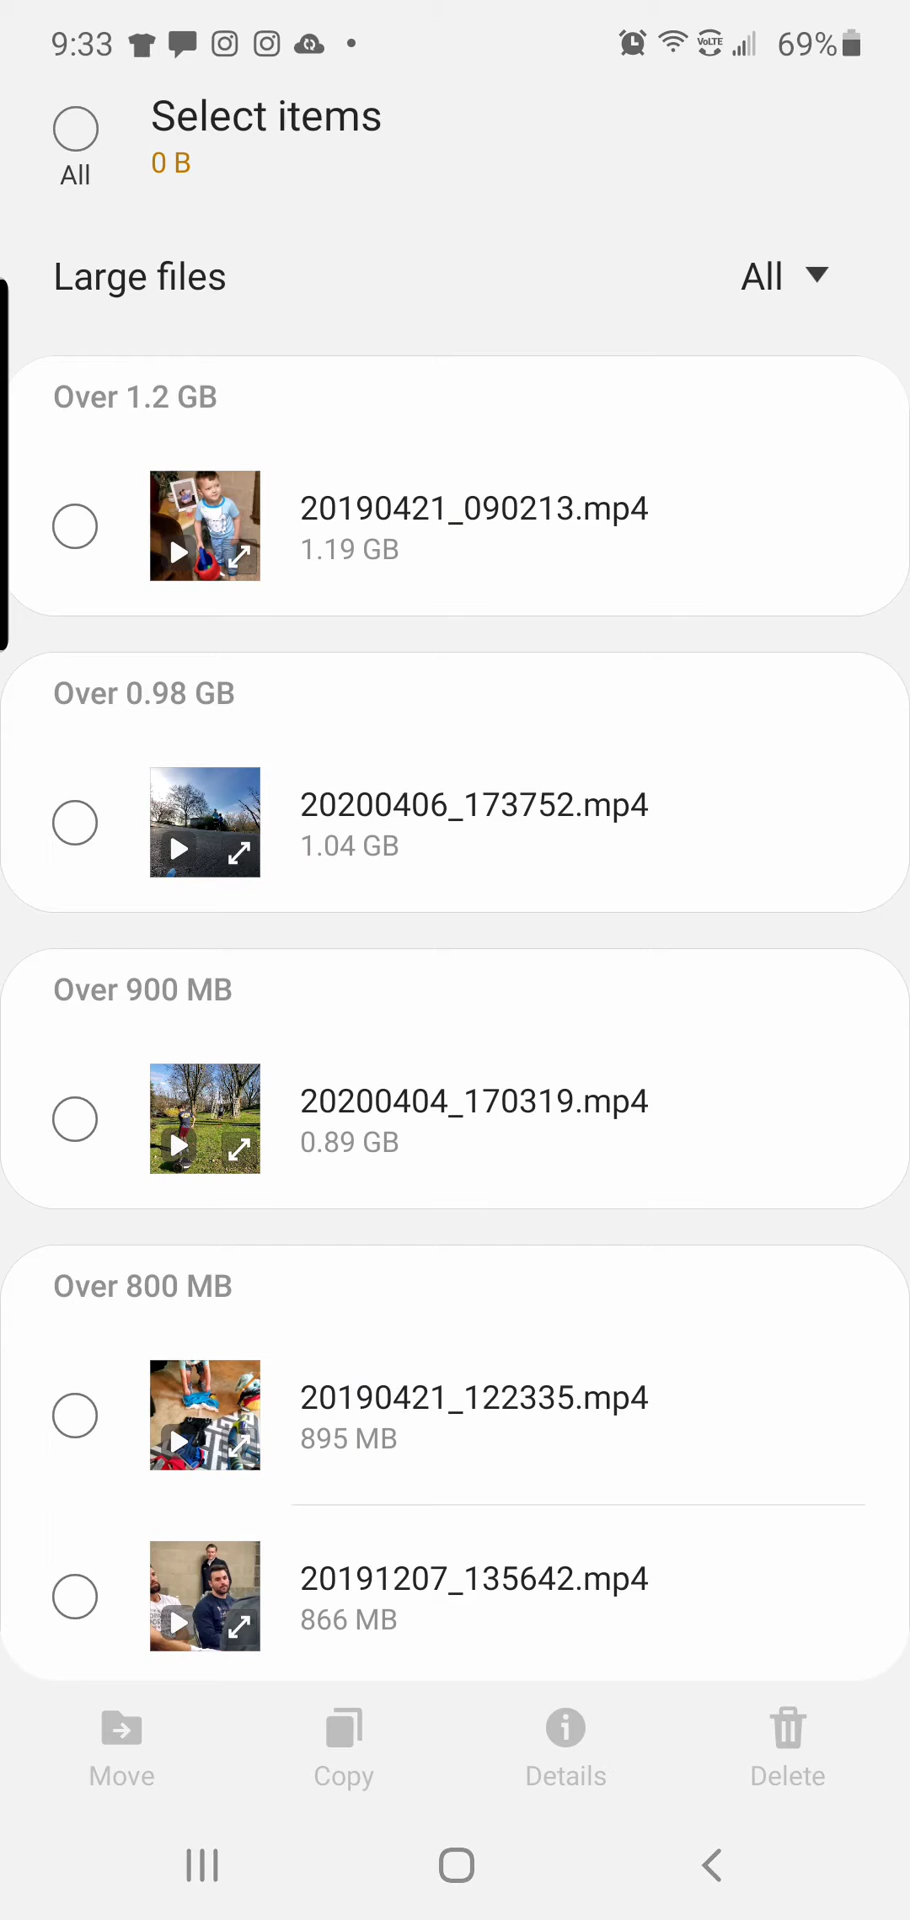 9:33
VoLTE
69%
Select items
0 B
All
Large files
All
Over 1.2 GB
20190421_090213.mp4
1.19 GB
Over 0.98 GB
20200406_173752.mp4
1.04 GB
Over 900 MB
20200404_170319.mp4
0.89 GB
Over 800 MB
20190421_122335.mp4
895 MB
20191207_135642.mp4
866 MB
Move
Copy
Details
Delete